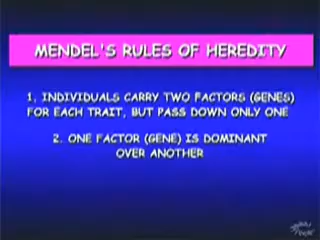 MENDEL'S RULES OF HEREDITY
1. INDIVIDUALS CARRY TWO FACTORS (GENES)
FOR EACH TRAIT, BUT PASS DOWN ONLY ONE
2. ONE FACTOR (GENE) IS DOMINANT
OVER ANOTHER